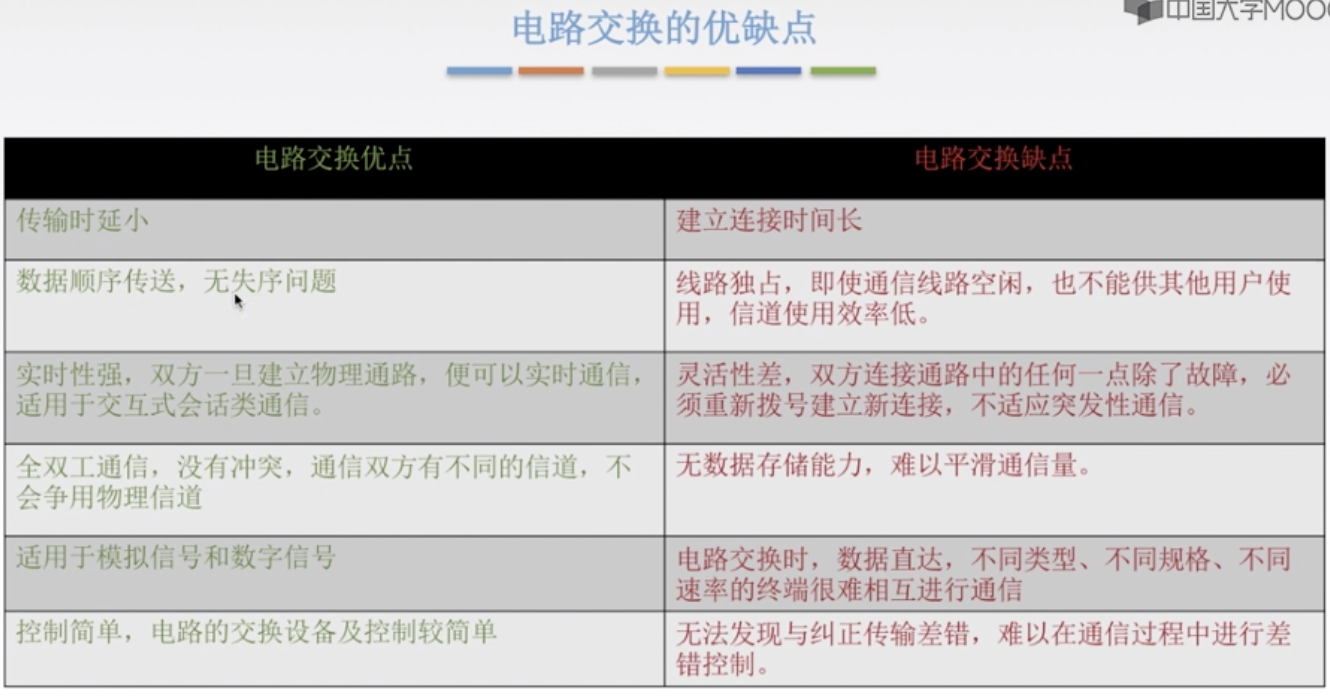 中国大学MOO
电路交换的优缺点
电路交换优点
电路交换缺点
传输时延小
建立连接时间长
数据顺序传送，无失序问题
线路独占，即使通信线路空闲，也不能供其他用户使
用，信道使用效率低。
实时性强，双方一旦建立物理通路，便可以实时通信，
适用于交互式会话类通信。
灵活性差，双方连接通路中的任何一点除了故障，必
须重新拨号建立新连接，不适应突发性通信。
全双工通信，没有冲突，通信双方有不同的信道，不
会争用物理信道
无数据存储能力，难以平滑通信量。
适用于模拟信号和数字信号
电路交换时，数据直达，不同类型、不同规格、不同
速率的终端很难相互进行通信
控制简单，电路的交换设备及控制较简单
无法发现与纠正传输差错，难以在通信过程中进行差
错控制。